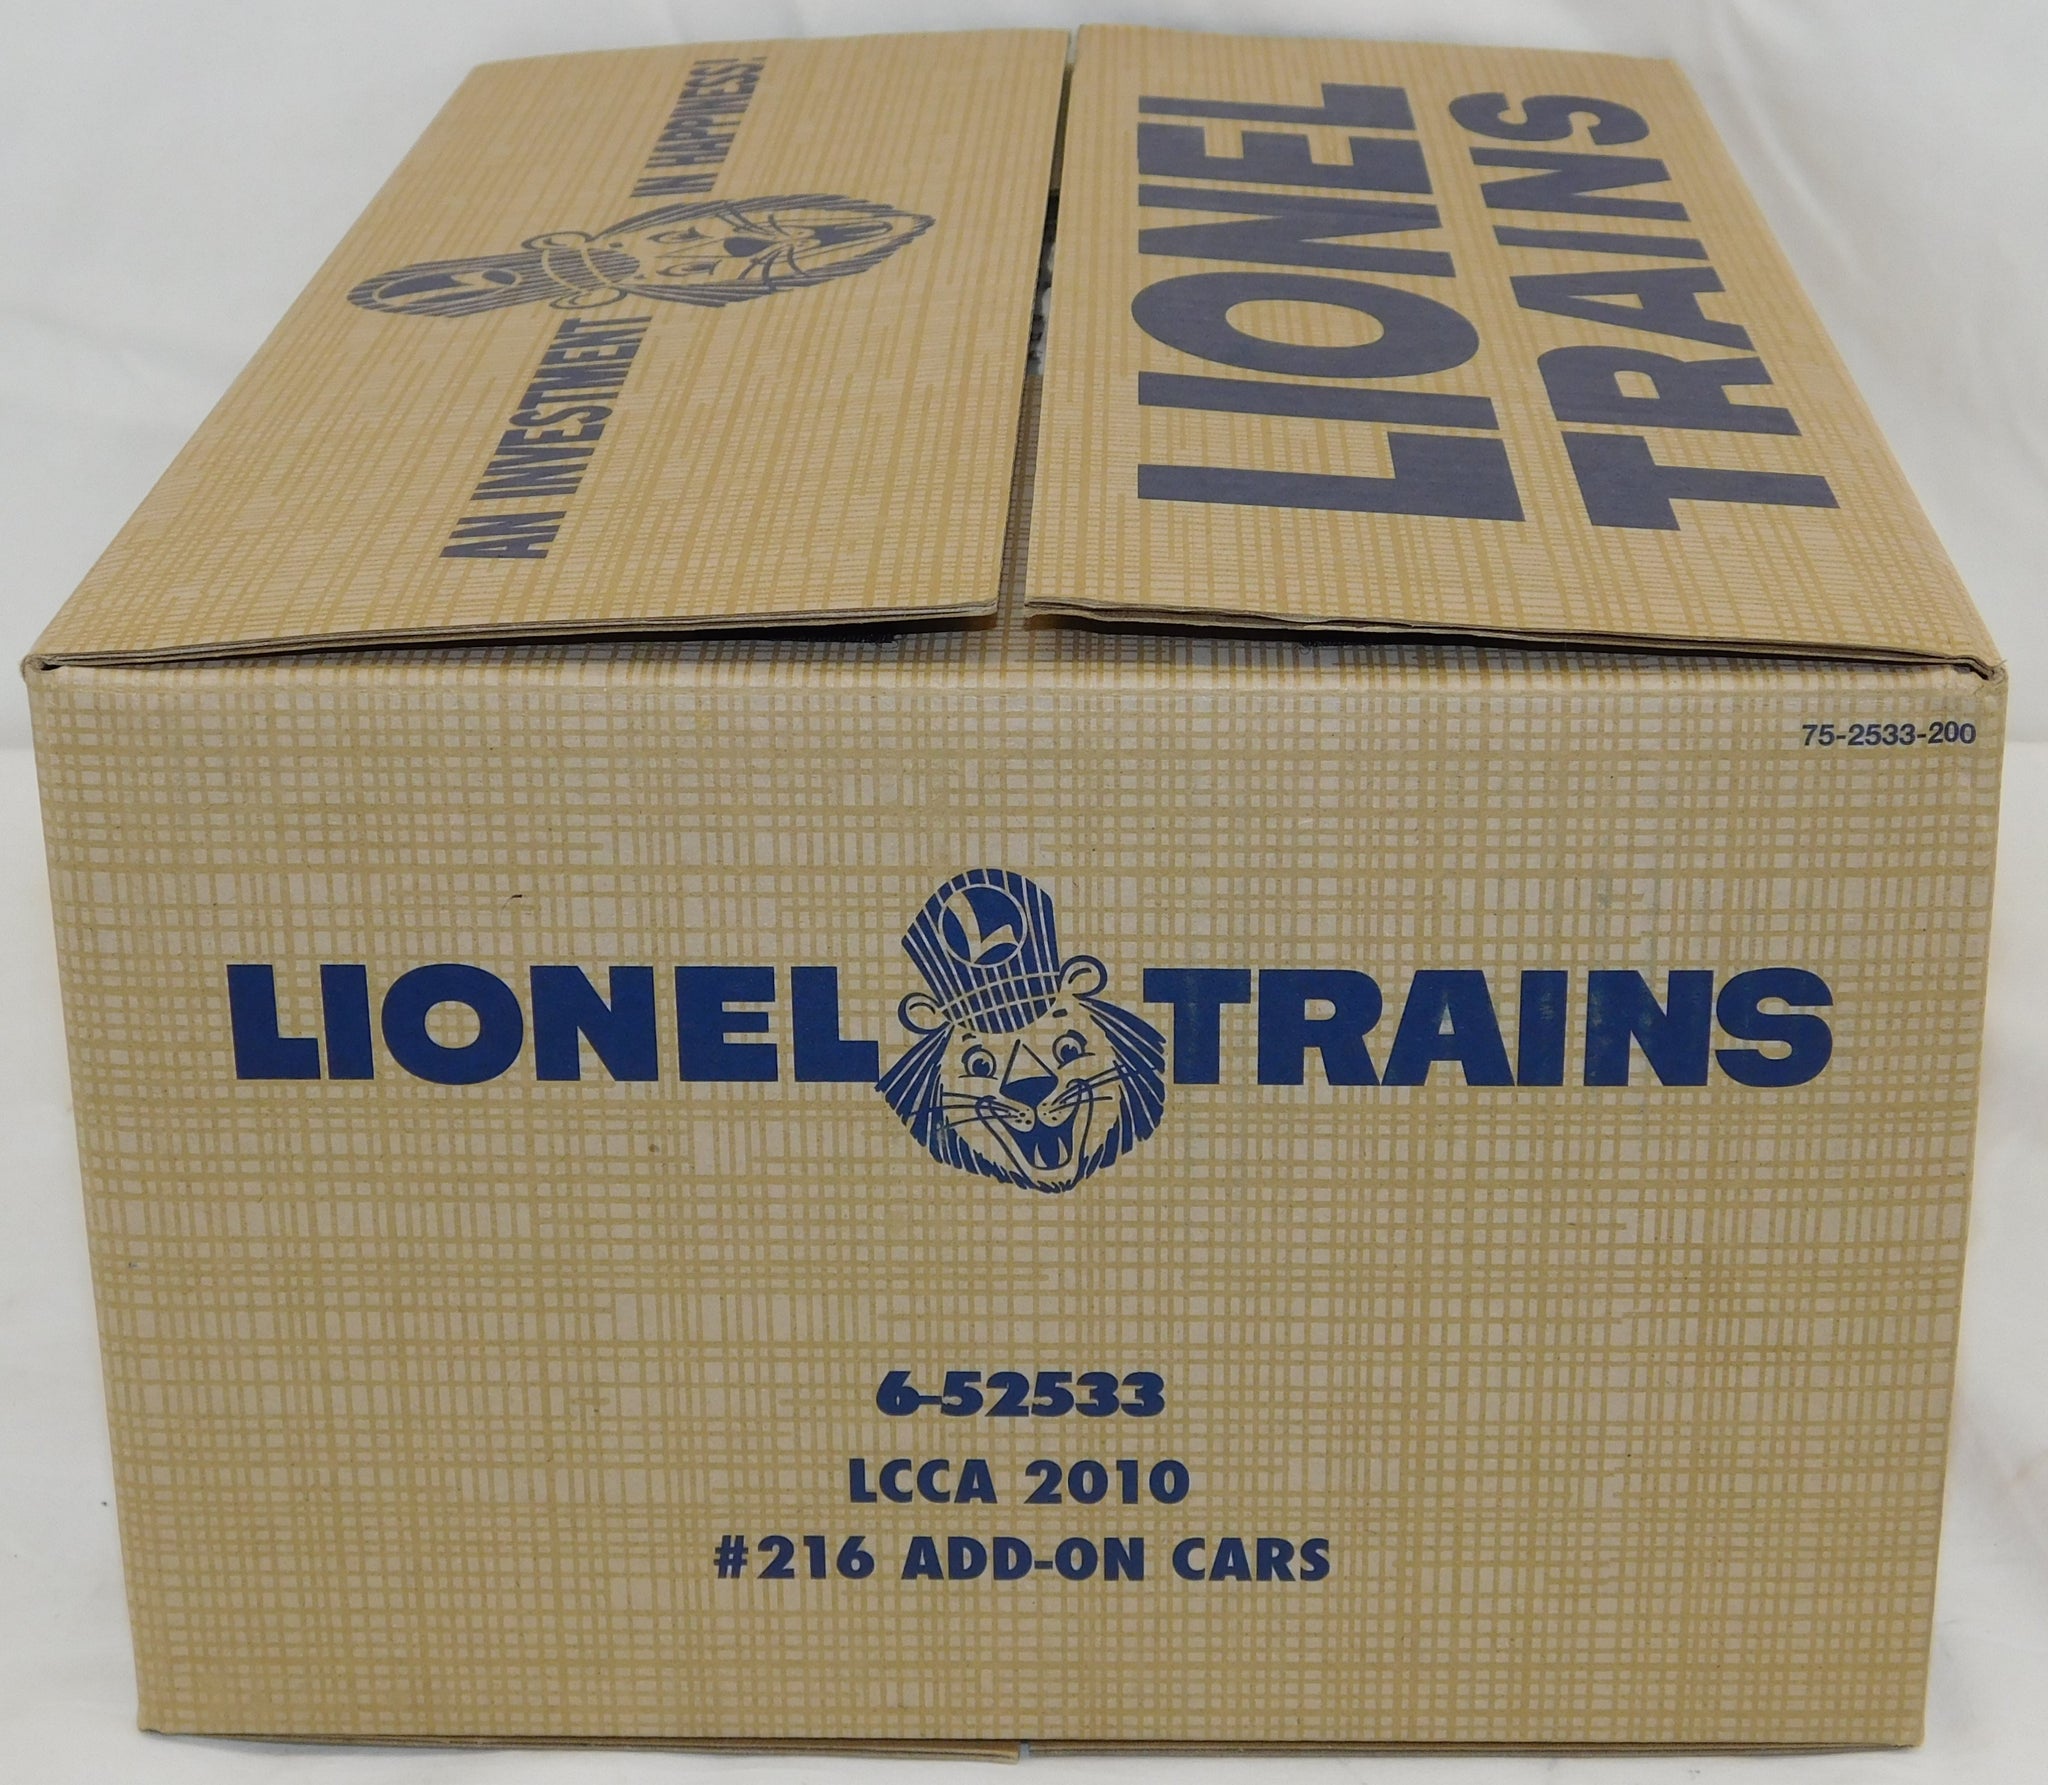 AN INVESTMENT IN HAPPINESS!
LIONEL
TRAINS
75-2533-200
L
LIONEL TRAINS
6-52533
LCCA 2010
#216 ADD-ON CARS